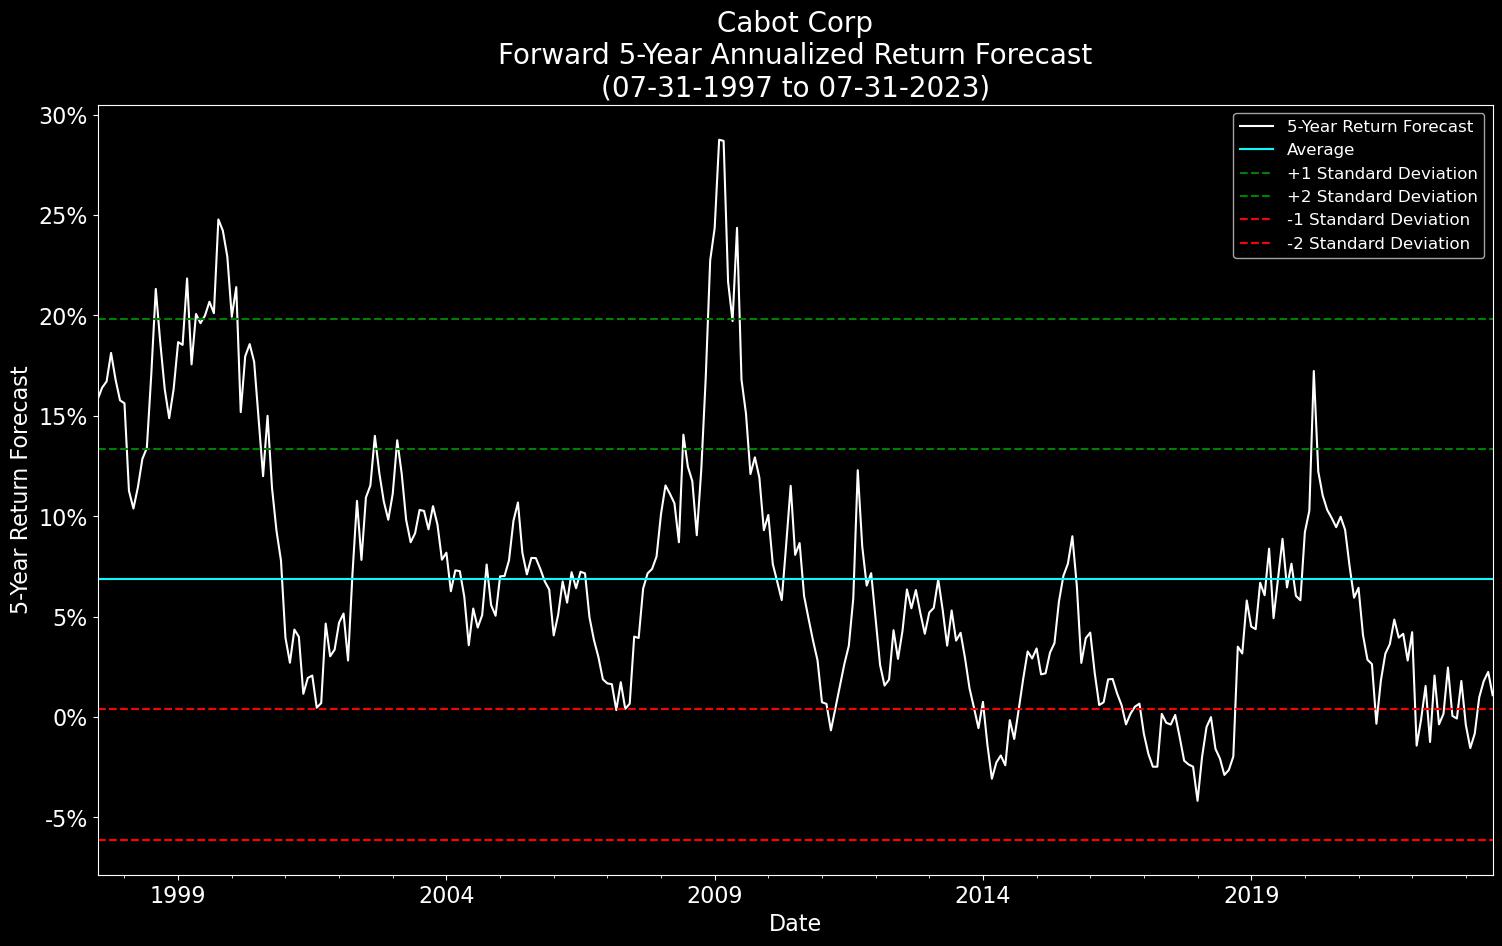 Cabot Corp
Forward 5-Year Annualized Return Forecast
(07-31-1997 to 07-31-2023)
5-Year Return Forecast
30%
25%
20%
15%
10%
5%
0%
-5%
5-Year Return Forecast
Average
+1 Standard Deviation
+2 Standard Deviation
-1 Standard Deviation
-2 Standard Deviation
1999
2004
2009
2014
2019
Date